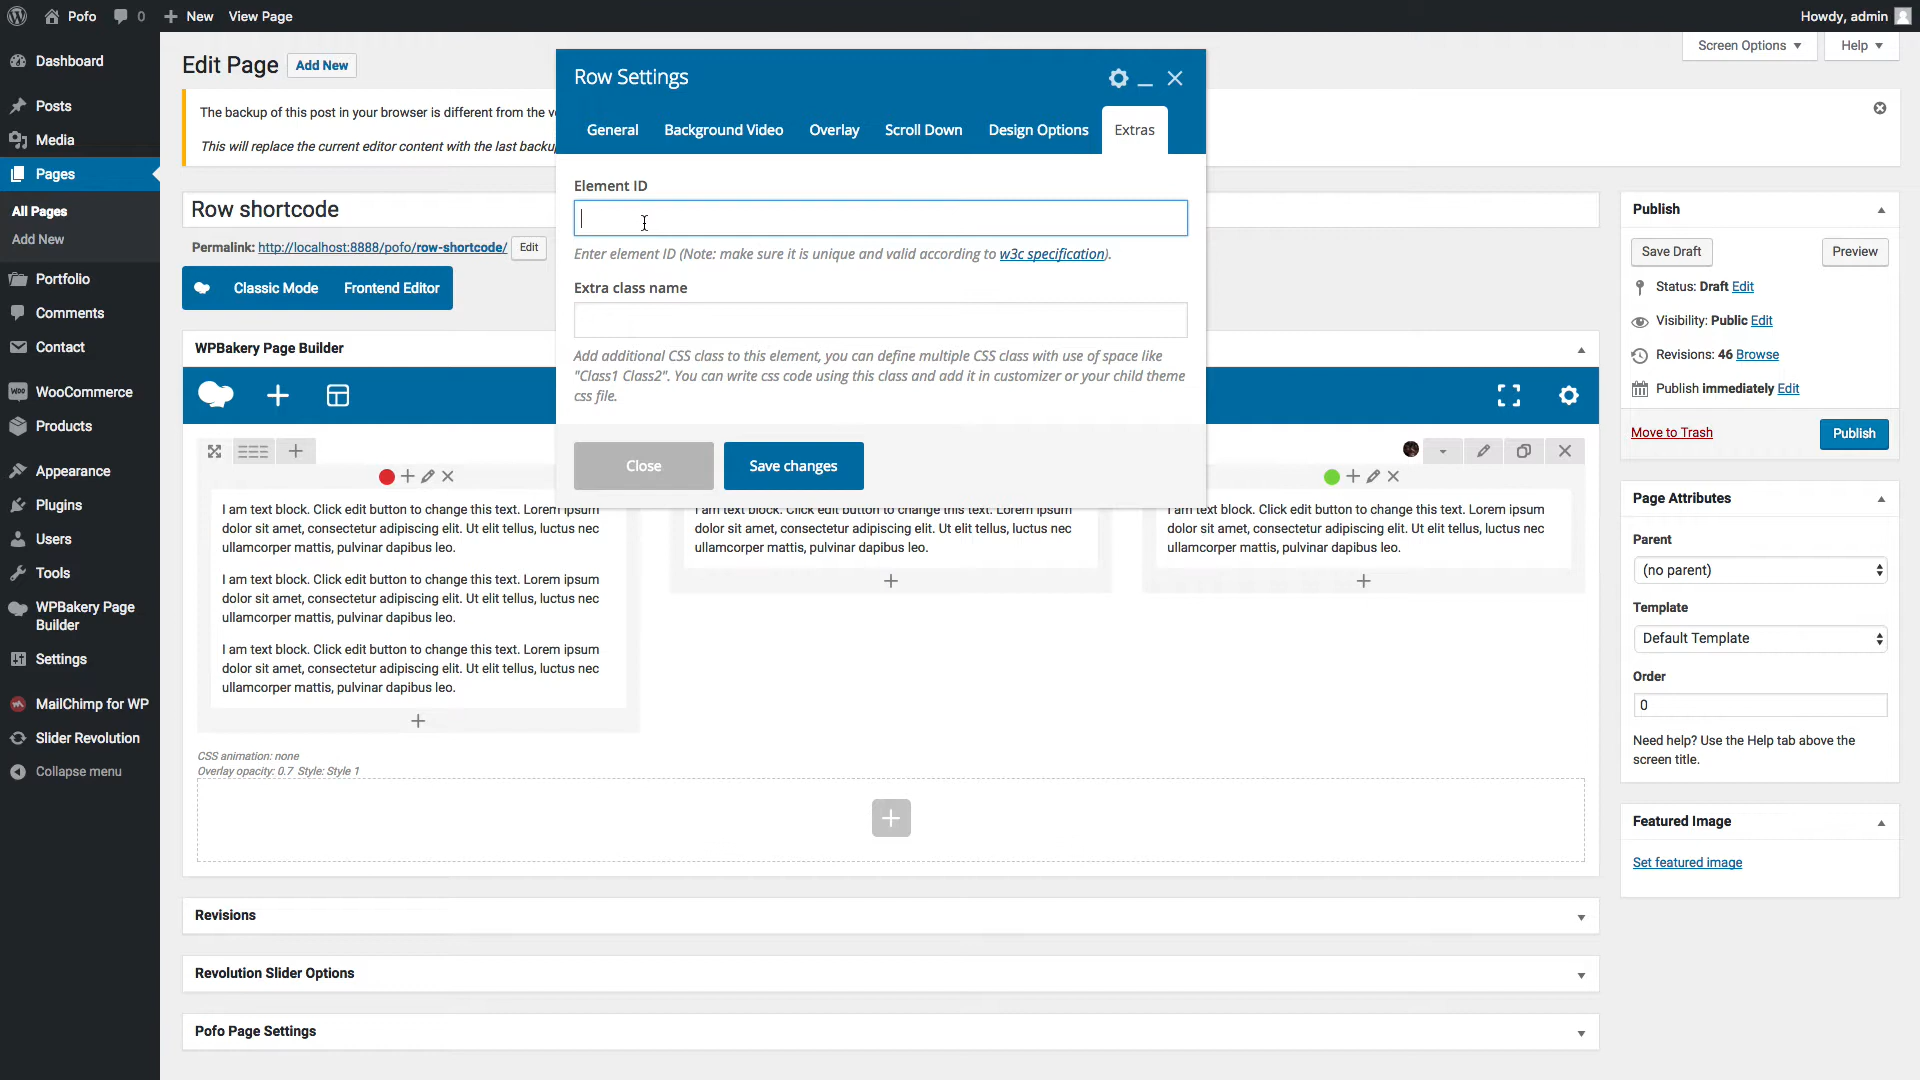 Pofo
0
New
View Page
Howdy, admin
Dashboard
Posts
Media
Pages
All Pages
Add New
Portfolio
Comments
Contact
WooCommerce
Products
Appearance
Plugins
Users
Tools
WPBakery Page
Builder
Settings
MailChimp for WP
Slider Revolution
Collapse menu
Screen Options
Help
Edit Page
Add New
The backup of this post in your browser is different from the
This will replace the current editor content with the last
Row shortcode
Permalink: http://localhost:8888/pofo/row-shortcode/ Edit
Classic Mode
Frontend Editor
WPBakery Page Builder
Row Settings
General
Background Video
Overlay
Scroll Down
Design Options
Extras
Element ID
Enter element ID (Note: make sure it is unique and valid according to w3c specification).
Extra class name
Add additional CSS class to this element, you can define multiple CSS class with use of space like
"Class1 Class2". You can write css code using this class and add it in customizer or your child theme
css file.
Close
Save changes
I am text block. Click edit button to change this text. Lorem ipsum
dolor sit amet, consectetur adipiscing elit. Ut elit tellus, luctus nec
ullamcorper mattis, pulvinar dapibus leo.
I am text block. Click edit button to change this text. Lorem ipsum
dolor sit amet, consectetur adipiscing elit. Ut elit tellus, luctus nec
ullamcorper mattis, pulvinar dapibus leo.
I am text block. Click edit button to change this text. Lorem ipsum
dolor sit amet, consectetur adipiscing elit. Ut elit tellus, luctus nec
ullamcorper mattis, pulvinar dapibus leo.
I am text block. Click edit button to change this text. Lorem ipsum
dolor sit amet, consectetur adipiscing elit. Ut elit tellus, luctus nec
ullamcorper mattis, pulvinar dapibus leo.
I am text block. Click edit button to change this text. Lorem ipsum
dolor sit amet, consectetur adipiscing elit. Ut elit tellus, luctus nec
ullamcorper mattis, pulvinar dapibus leo.
CSS animation: none
Overlay opacity: 0.7 Style: Style 1
Revisions
Revolution Slider Options
Pofo Page Settings
Publish
Save Draft
Preview
Status: Draft Edit
Visibility: Public Edit
Revisions: 46 Browse
Publish immediately Edit
Move to Trash
Publish
Page Attributes
Parent
(no parent)
Template
Default Template
Order
0
Need help? Use the Help tab above the
screen title.
Featured Image
Set featured image